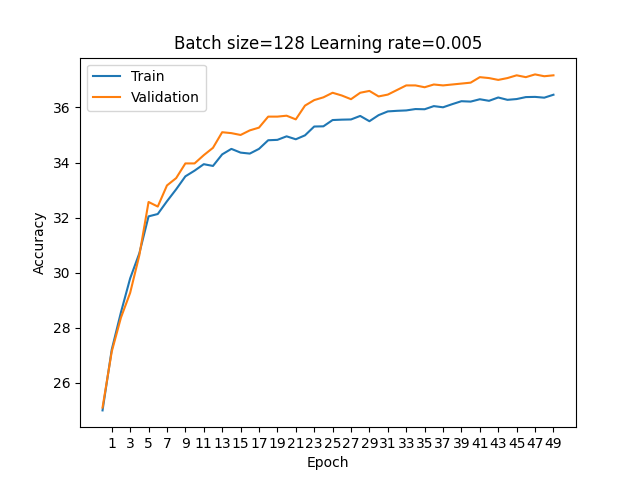 Batch size=128 Learning rate=0.005
Train
Validation
36
34
32
30
28
26
Accuracy
1 3 5 7 9 11 13 15 17 19 21 23 25 27 29 31 33 35 37 39 41 43 45 47 49
Epoch